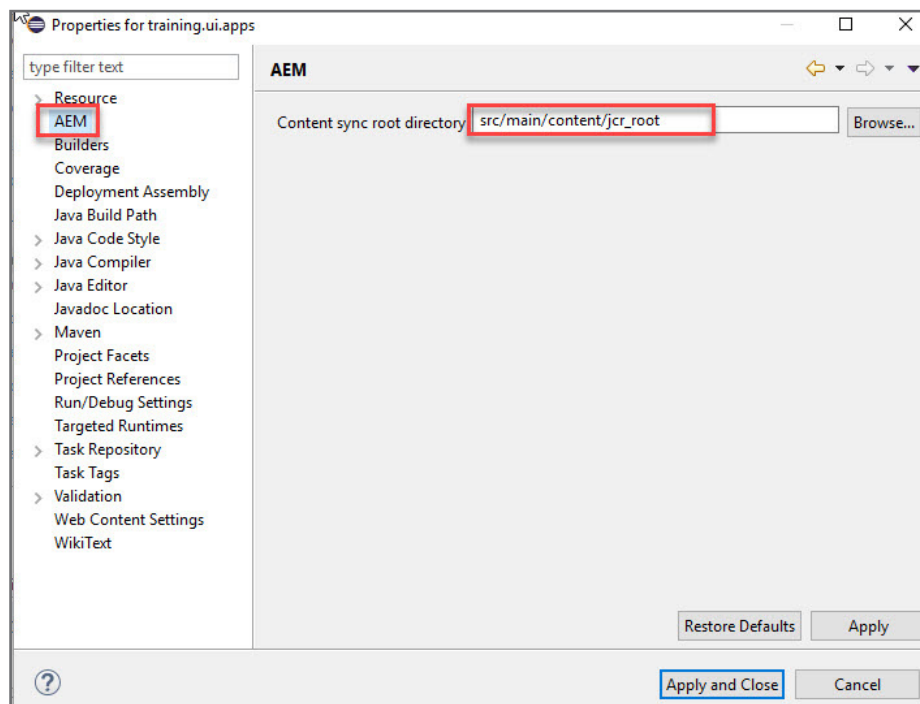 Properties for training.ui.apps
type filter text
AEM
Resource
AEM
Content sync root directory
src/main/content/jcr_root
Browse...
Builders
Coverage
Deployment Assembly
Java Build Path
Java Code Style
Java Compiler
Java Editor
Javadoc Location
Maven
Project Facets
Project References
Run/Debug Settings
Targeted Runtimes
Task Repository
Task Tags
Validation
Web Content Settings
WikiText
Restore Defaults
Apply
?
Apply and Close
Cancel